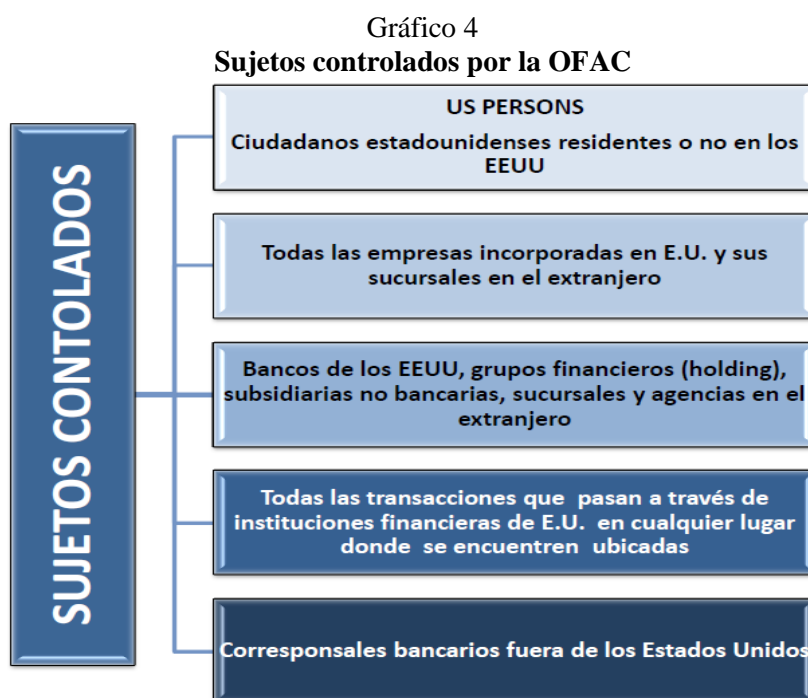 Gráfico 4
Sujetos controlados por la OFAC
SUJETOS CONTOLADOS
US PERSONS
Ciudadanos estadounidenses residentes o no en los
EEUU
Todas las empresas incorporadas en E.U. y sus
sucursales en el extranjero
Bancos de los EEUU, grupos financieros (holding),
subsidiarias no bancarias, sucursales y agencias en el
extranjero
Todas las transacciones que pasan a través de
instituciones financieras de E.U. en cualquier lugar
donde se encuentren ubicadas
Corresponsales bancarios fuera de los Estados Unidos